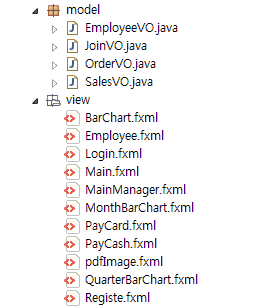 model
EmployeeVO.java
JoinVO.java
OrderVO.java
SalesVO.java
view
BarChart.fxml
Employee.fxml
Login.fxml
Main.fxml
MainManager.fxml
MonthBarChart.fxml
PayCard.fxml
PayCash.fxml
pdfImage.fxml
QuarterBarChart.fxml
Registe.fxml